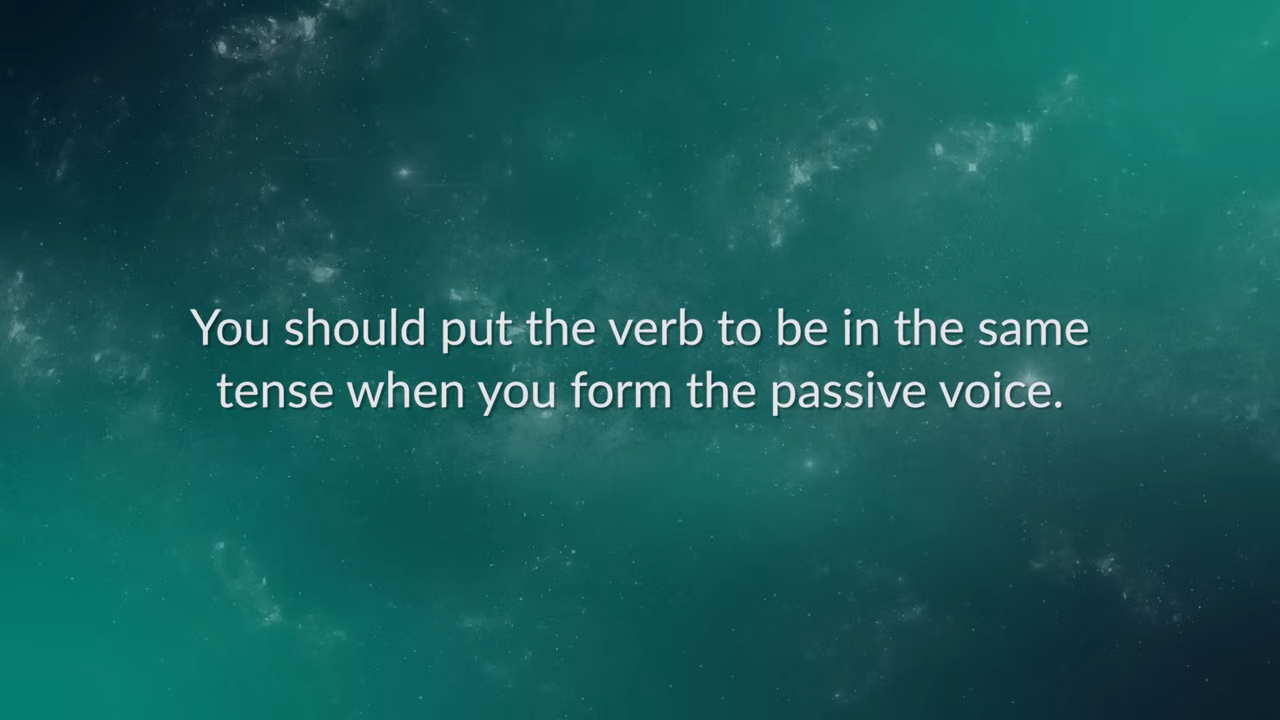 You should put the verb to be in the same
tense when you form the passive voice.